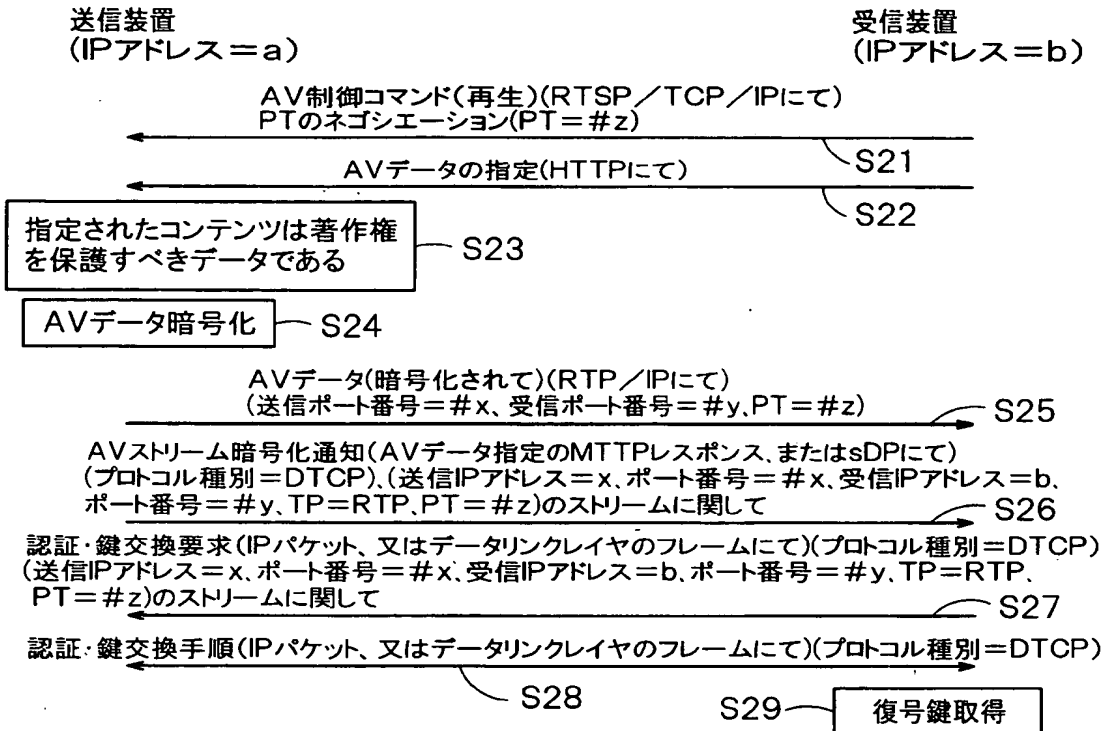 送信装置
(IPアドレス=a)
受信装置
(IPアドレス=b)
AV制御コマンド(再生)(RTSP/TCP/IPにて)
PTのネゴシエーション(PT=#z)
S21
AVデータの指定(HTTPにて)
S22
指定されたコンテンツは著作権
を保護すべきデータである
S23
AVデータ暗号化
S24
AVデータ(暗号化されて)(RTP/IPにて)
(送信ポート番号=#x、受信ポート番号=#y、PT=#z)
S25
AVストリーム暗号化通知(AVデータ指定のMTTPレスポンス、またはsDPにて)
(プロトコル種別=DTCP)、(送信IPアドレス=x、ポート番号=#x、受信IPアドレス=b、
ポート番号=#y、TP=RTP、PT=#z)のストリームに関して
S26
認証・鍵交換要求(IPパケット、又はデータリンクレイヤのフレームにて)(プロトコル種別=DTCP)
(送信IPアドレス=x、ポート番号=#x、受信IPアドレス=b、ポート番号=#y、TP=RTP、
PT=#z)のストリームに関して
S27
認証・鍵交換手順(IPパケット、又はデータリンクレイヤのフレームにて)(プロトコル種別=DTCP)
S28
S29
復号鍵取得